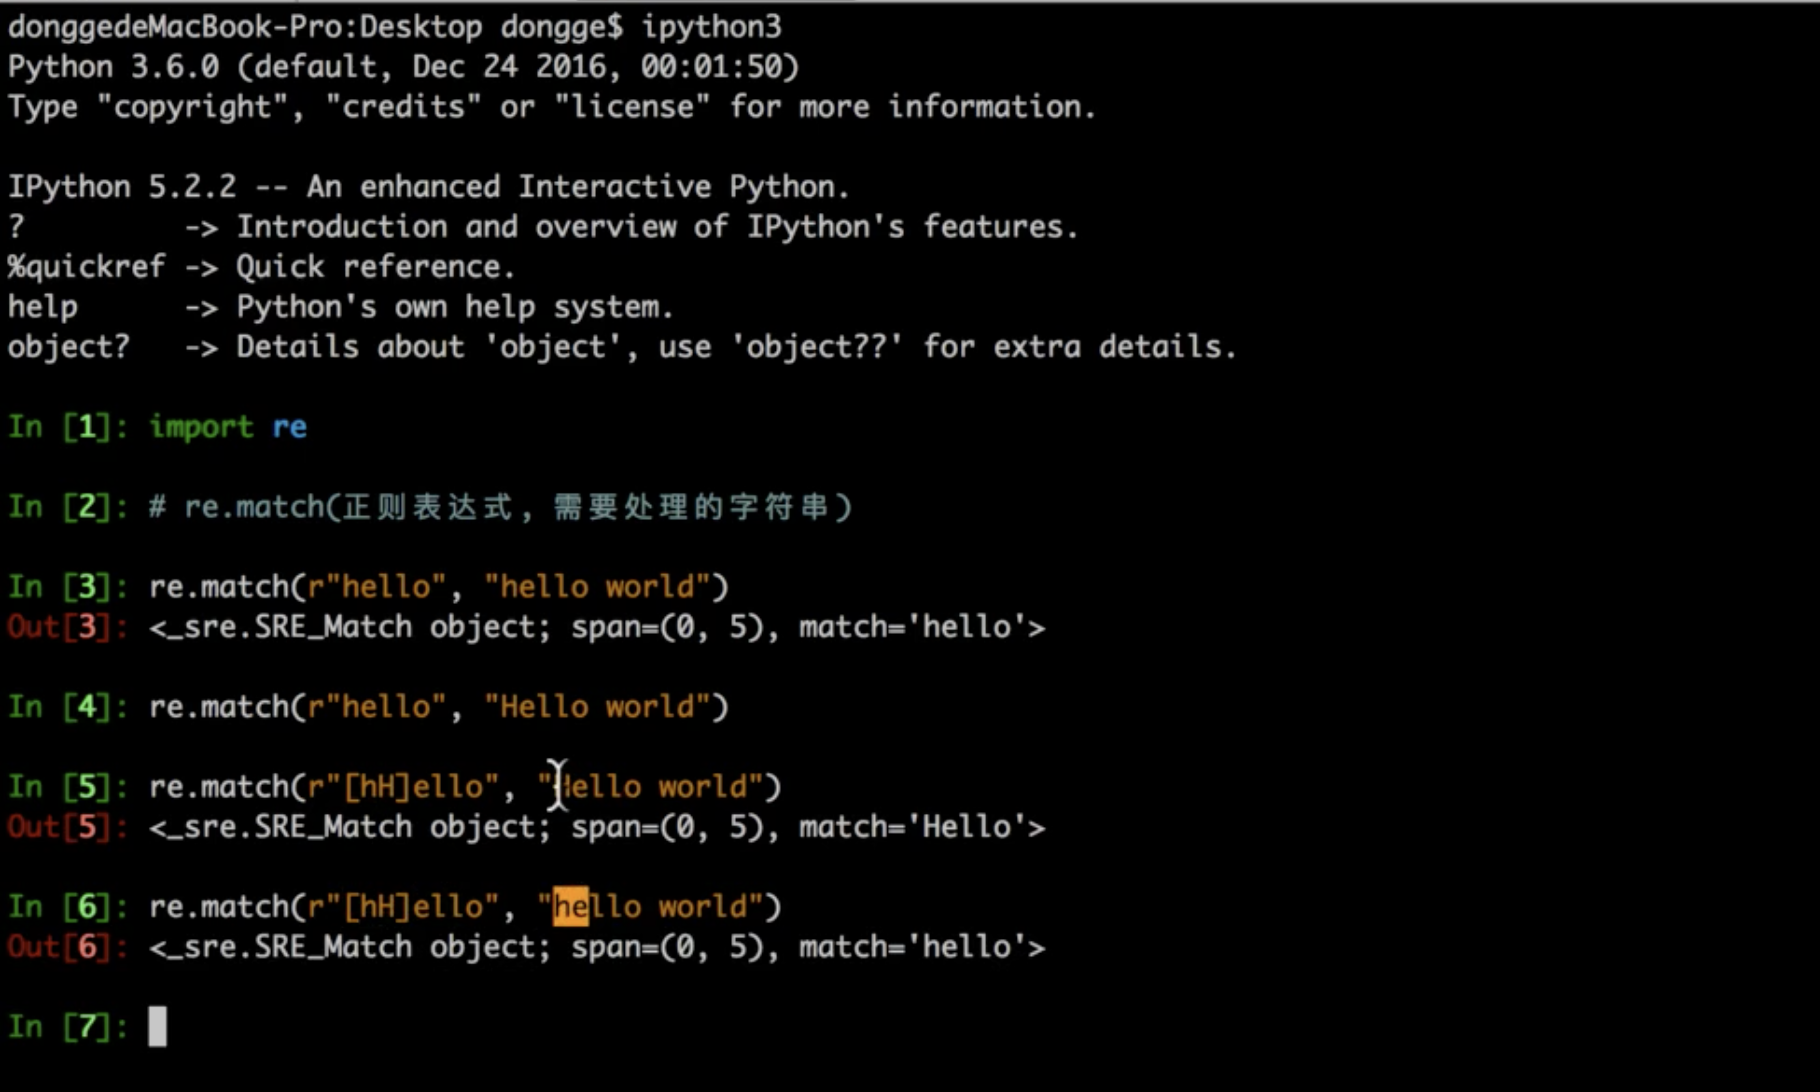 donggedeMacBook-Pro:Desktop dongge$ ipython3
Python 3.6.0 (default, Dec 24 2016, 00:01:50)
Type "copyright", "credits" or "license" for more information.
IPython 5.2.2 -- An enhanced Interactive Python.
?         -> Introduction and overview of IPython's features.
%quickref -> Quick reference.
help      -> Python's own help system.
object?   -> Details about 'object', use 'object??' for extra details.
In [1]: import re
In [2]: # re.match(正则表达式, 需要处理的字符串)
In [3]: re.match(r"hello", "hello world")
Out[3]: <_sre.SRE_Match object; span=(0, 5), match='hello'>
In [4]: re.match(r"hello", "Hello world")
In [5]: re.match(r"[hH]ello", "Hello world")
Out[5]: <_sre.SRE_Match object; span=(0, 5), match='Hello'>
In [6]: re.match(r"[hH]ello", "hello world")
Out[6]: <_sre.SRE_Match object; span=(0, 5), match='hello'>
In [7]: